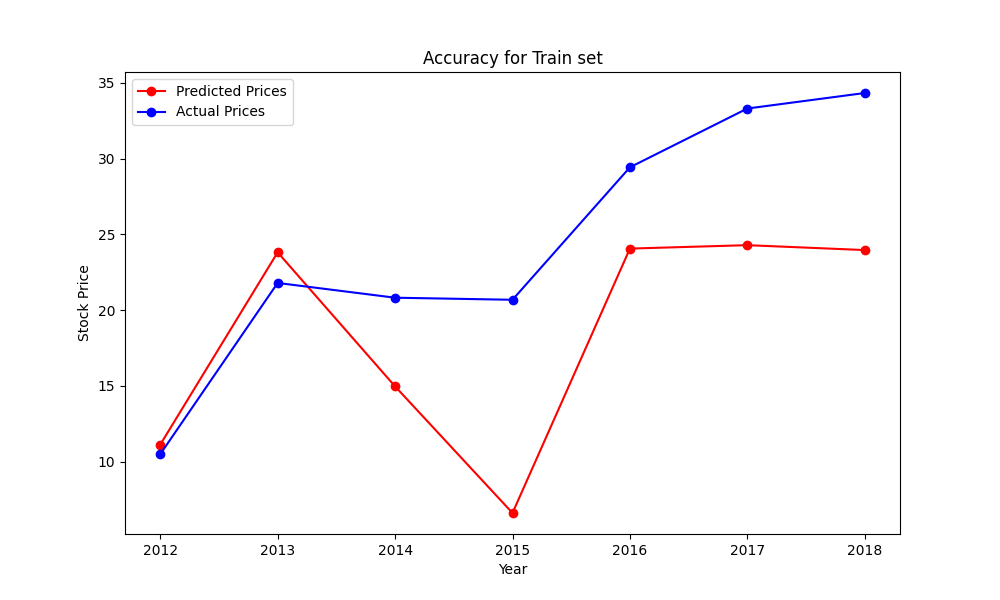 Accuracy for Train set
Predicted Prices
Actual Prices
35
30
25
20
15
10
Stock Price
2012 2013 2014 2015 2016 2017 2018
Year